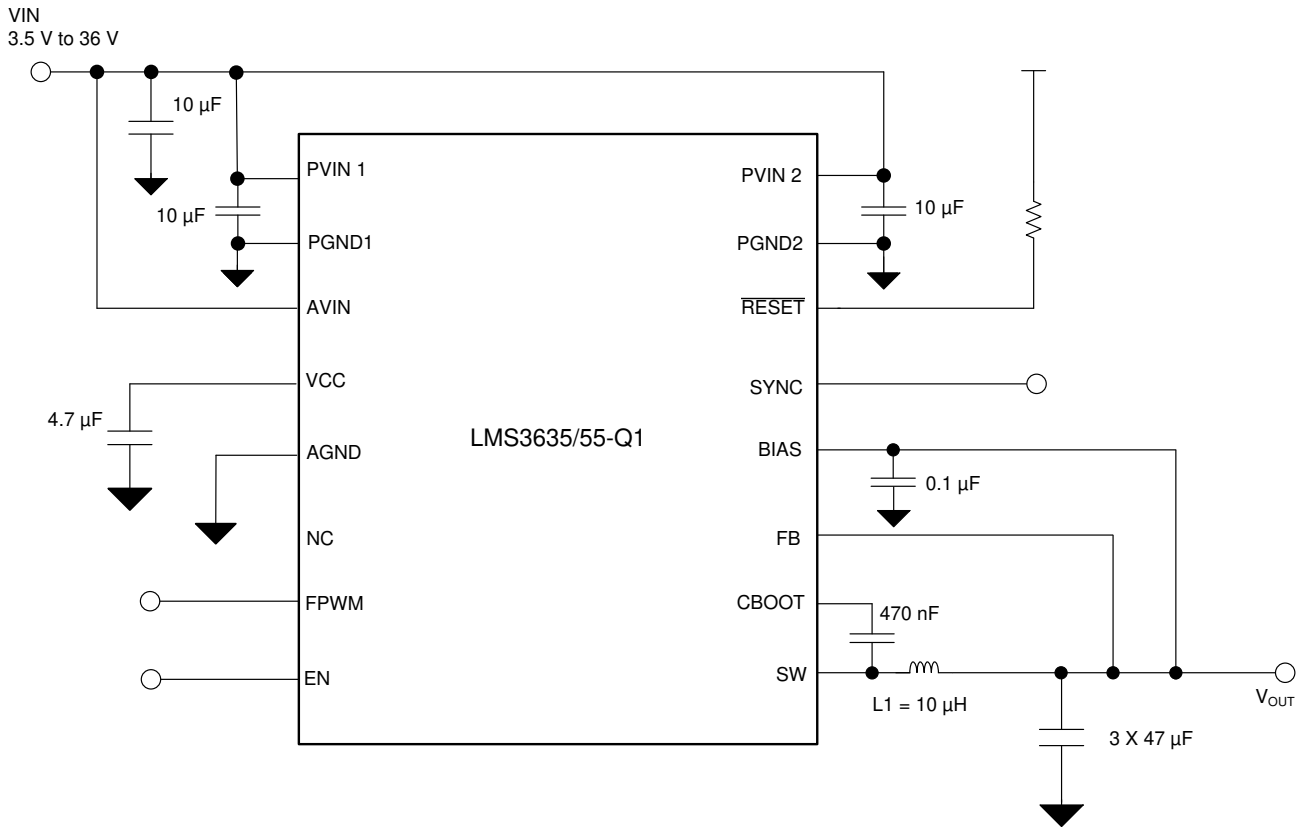 VIN
3.5 V to 36 V
10 µF
PVIN 1
PVIN 2
10 µF
10 µF
PGND1
PGND2
AVIN
RESET
VCC
SYNC
4.7 µF
LMS3635/55-Q1
AGND
BIAS
0.1 µF
NC
FB
FPWM
CBOOT
470 nF
EN
SW
L1 = 10 µH
VOUT
3 X 47 µF